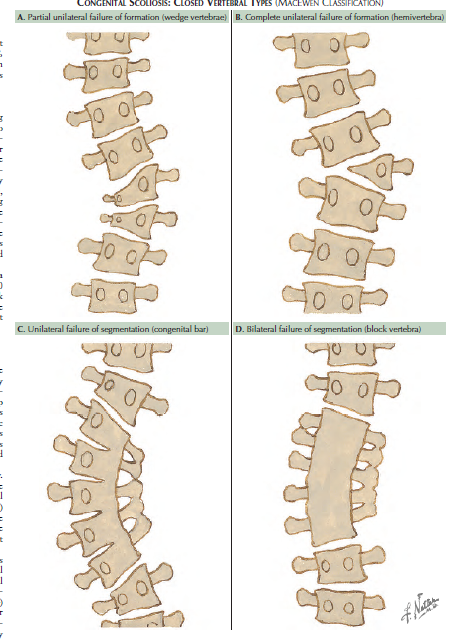 CONGENITAL SCOLIOSIS: CLOSED VERTEBRAL TYPES (MACEWEN CLASSIFICATION)
A. Partial unilateral failure of formation (wedge vertebrae)
B. Complete unilateral failure of formation (hemivertebra)
C. Unilateral failure of segmentation (congenital bar)
D. Bilateral failure of segmentation (block vertebra)
F. Netter